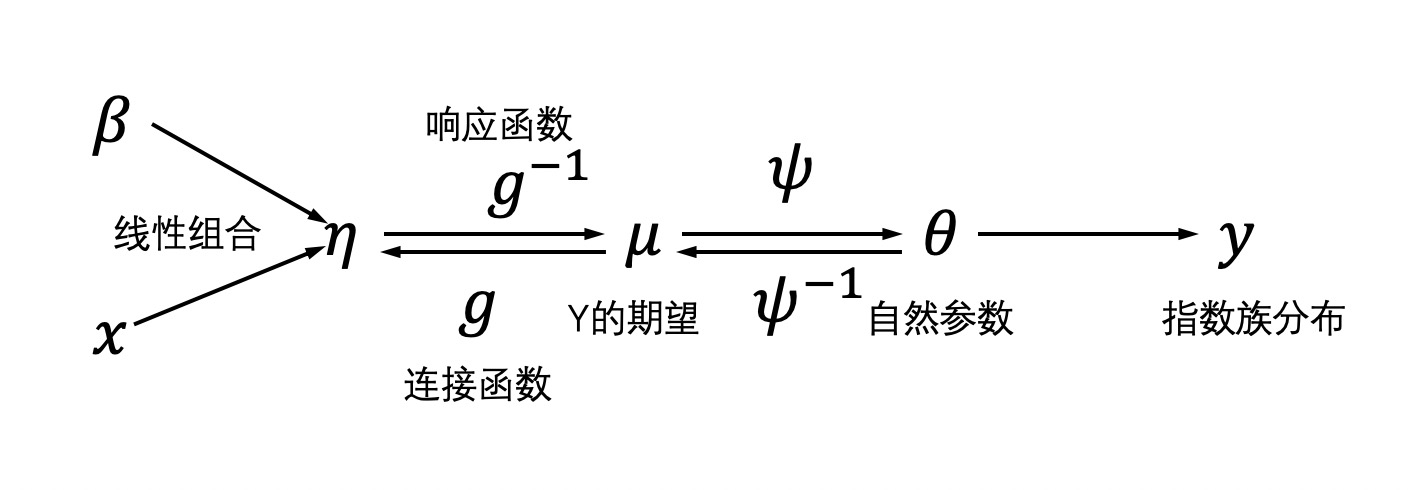 β
响应函数
g⁻¹
ψ
线性组合
η
μ
θ
y
x
g
ψ⁻¹
Y的期望
自然参数
指数族分布
连接函数